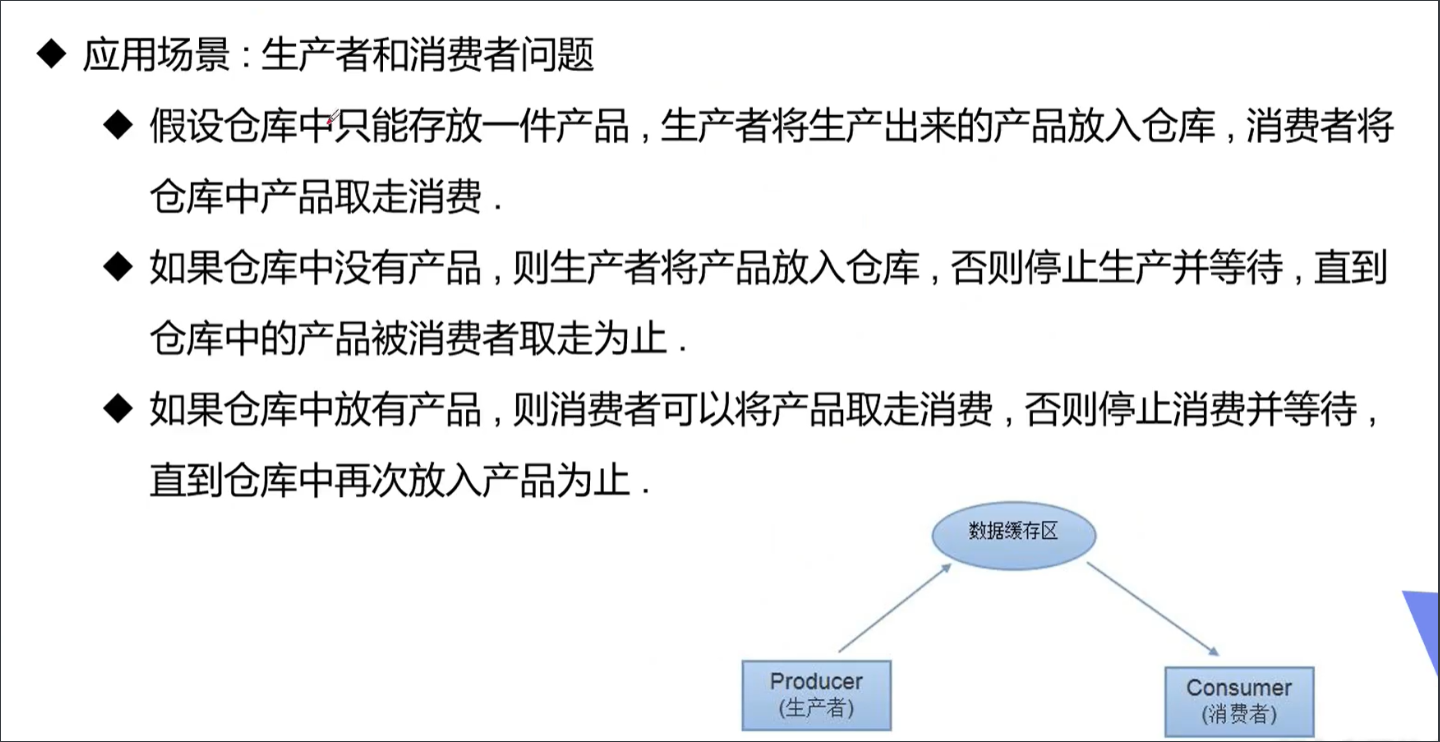 应用场景 : 生产者和消费者问题
假设仓库中只能存放一件产品 , 生产者将生产出来的产品放入仓库 , 消费者将
仓库中产品取走消费 .
如果仓库中没有产品 , 则生产者将产品放入仓库 , 否则停止生产并等待 , 直到
仓库中的产品被消费者取走为止 .
如果仓库中放有产品 , 则消费者可以将产品取走消费 , 否则停止消费并等待 ,
直到仓库中再次放入产品为止 .
数据缓存区
Producer
(生产者)
Consumer
(消费者)